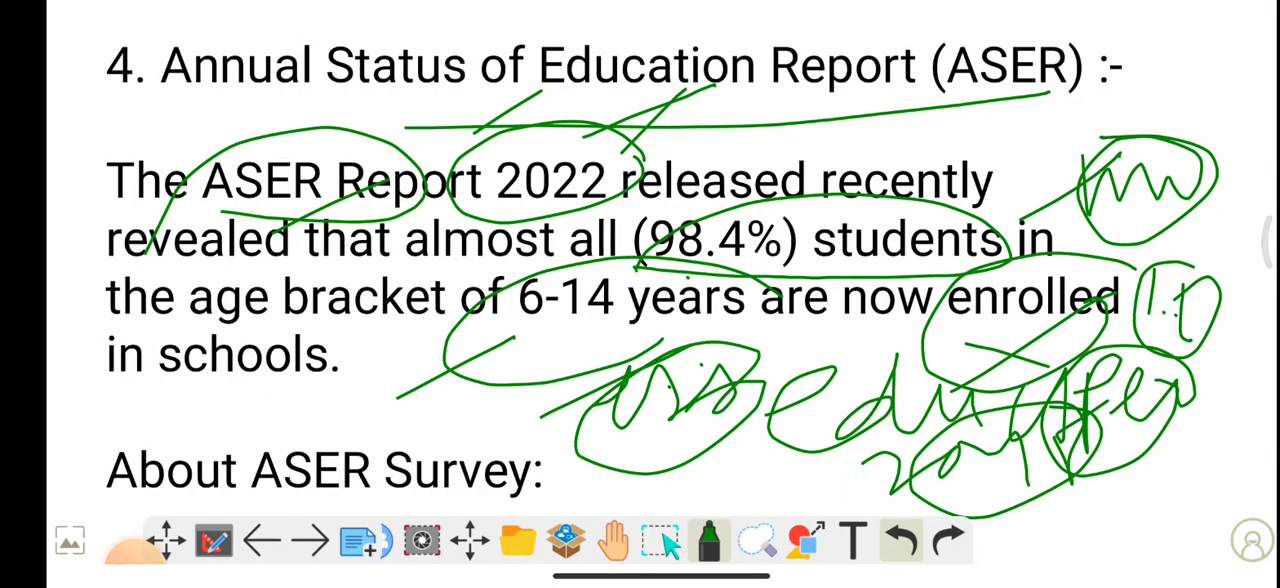 4. Annual Status of Education Report (ASER) :-
The ASER Report 2022 released recently
revealed that almost all (98.4%) students in
the age bracket of 6-14 years are now enrolled
in schools.
About ASER Survey:
T